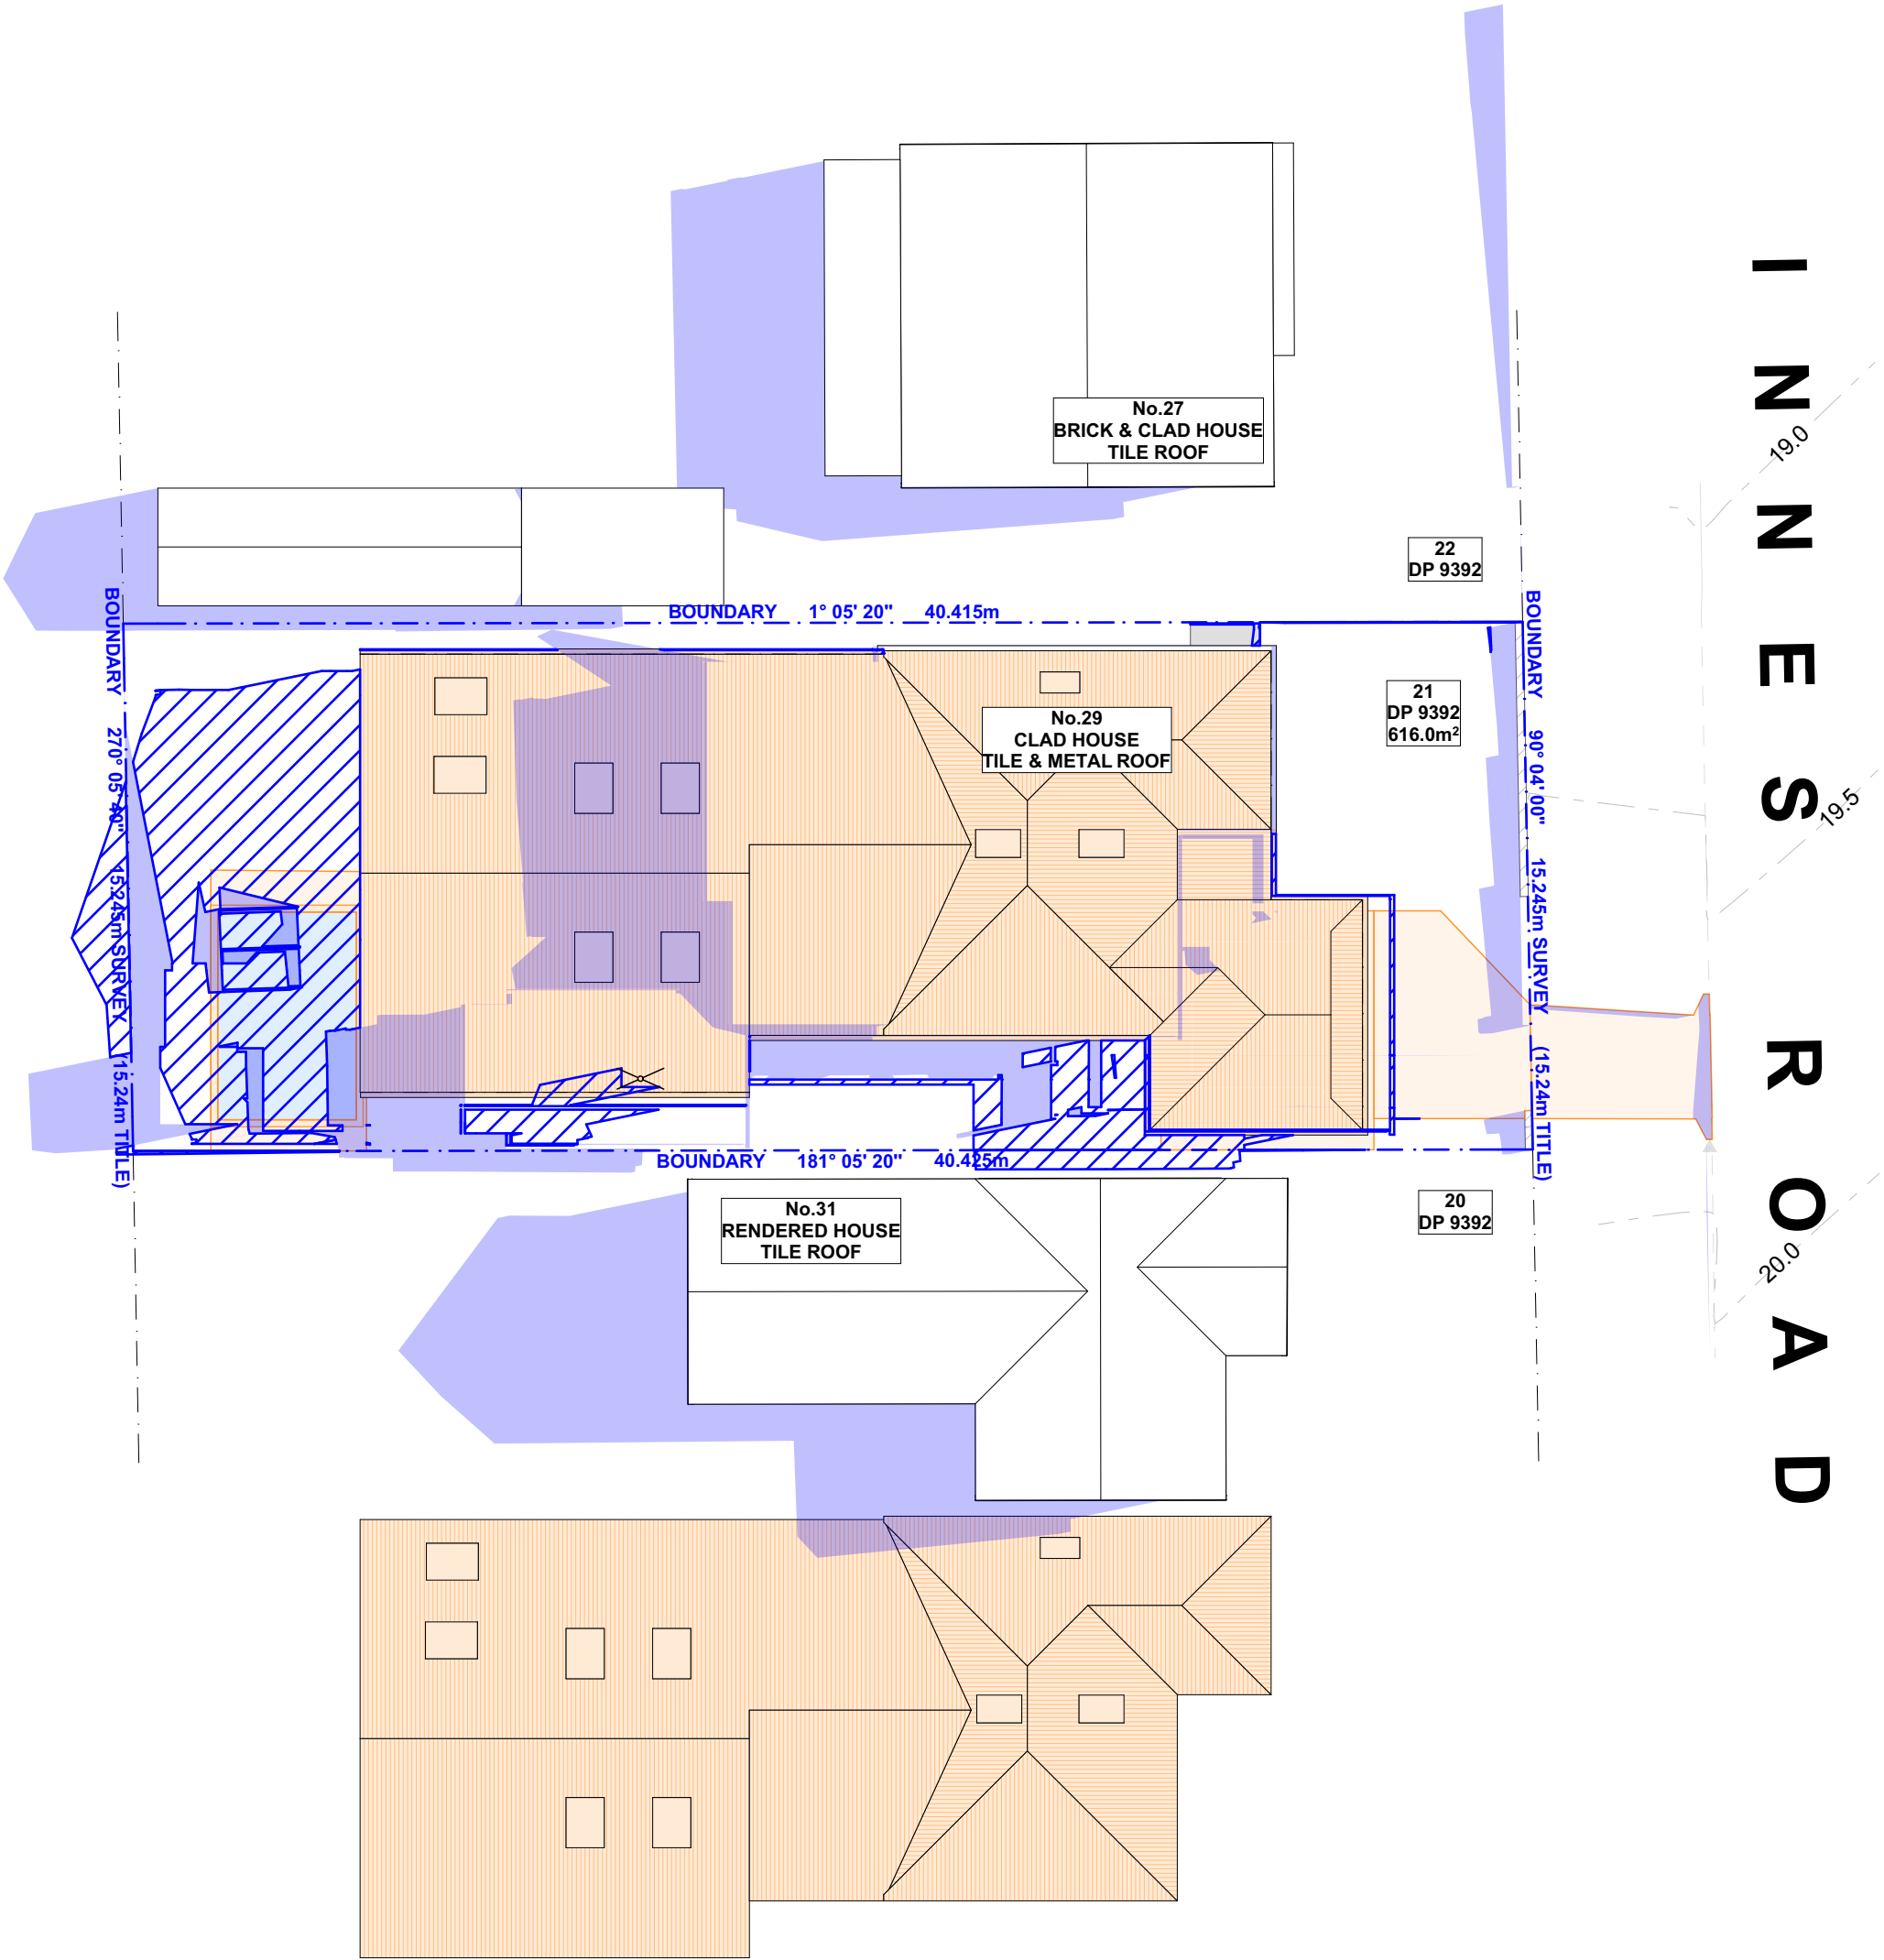 No.27
BRICK & CLAD HOUSE
TILE ROOF
19.0
22
DP 9392
BOUNDARY 1° 05' 20" 40.415m
BOUNDARY 270° 05' 40" 15.245m SURVEY (15.24m TITLE)
BOUNDARY 90° 04' 00" 15.245m SURVEY (15.24m TITLE)
21
DP 9392
616.0m²
No.29
CLAD HOUSE
TILE & METAL ROOF
19.5
INNES ROAD
BOUNDARY 181° 05' 20" 40.425m
No.31
RENDERED HOUSE
TILE ROOF
20
DP 9392
20.0